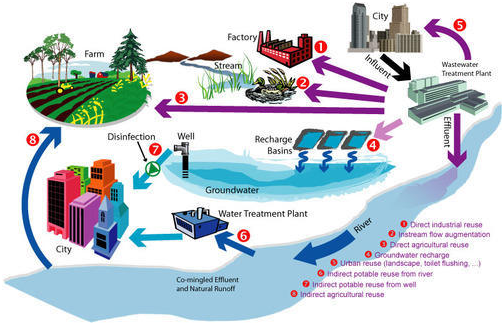 Factory
1
City
5
Farm
Stream
Influent
Wastewater
Treatment Plant
2
3
Effluent
8
Disinfection
7
Well
Recharge
Basins
4
Groundwater
Water Treatment Plant
City
6
River
Co-mingled Effluent
and Natural Runoff
1 Direct industrial reuse
2 Instream flow augmentation
3 Direct agricultural reuse
4 Groundwater recharge
5 Urban reuse (landscape, toilet flushing, ...)
6 Indirect potable reuse from river
7 Indirect potable reuse from well
8 Indirect agricultural reuse